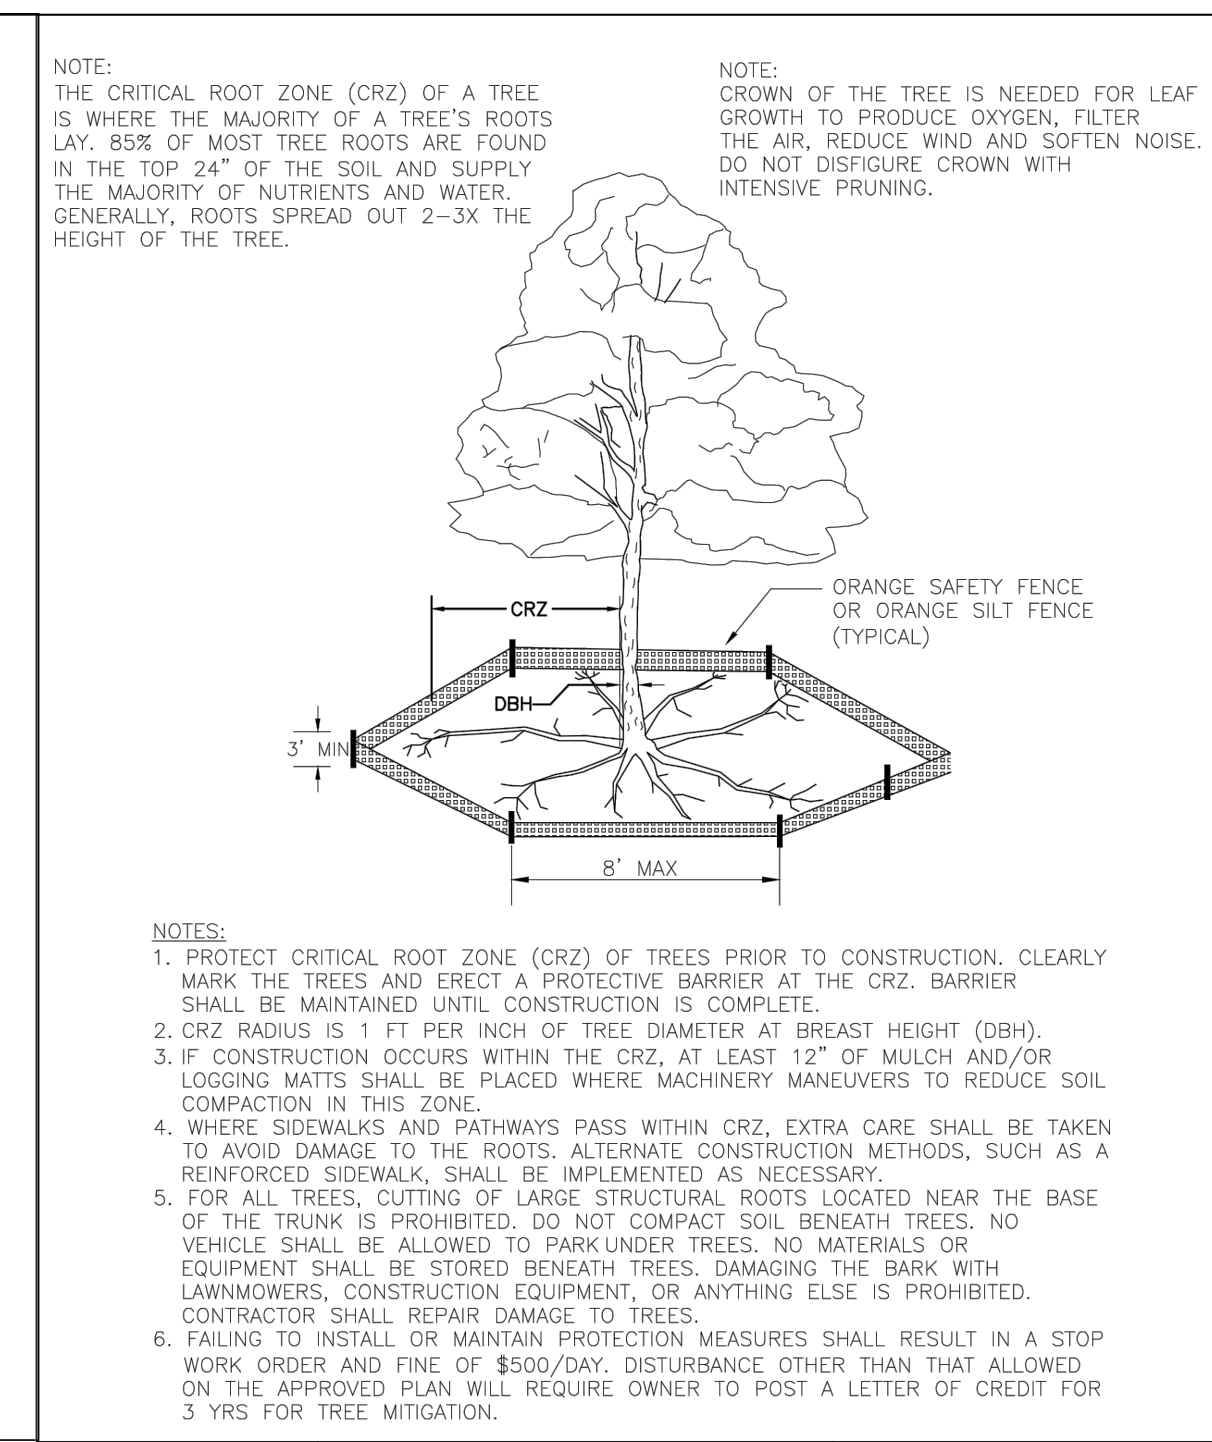 NOTE:
THE CRITICAL ROOT ZONE (CRZ) OF A TREE
IS WHERE THE MAJORITY OF A TREE'S ROOTS
LAY. 85% OF MOST TREE ROOTS ARE FOUND
IN THE TOP 24" OF THE SOIL AND SUPPLY
THE MAJORITY OF NUTRIENTS AND WATER.
GENERALLY, ROOTS SPREAD OUT 2-3X THE
HEIGHT OF THE TREE.
NOTE:
CROWN OF THE TREE IS NEEDED FOR LEAF
GROWTH TO PRODUCE OXYGEN, FILTER
THE AIR, REDUCE WIND AND SOFTEN NOISE.
DO NOT DISFIGURE CROWN WITH
INTENSIVE PRUNING.
ORANGE SAFETY FENCE
OR ORANGE SILT FENCE
(TYPICAL)
CRZ
DBH
3' MIN
8' MAX
NOTES:
1. PROTECT CRITICAL ROOT ZONE (CRZ) OF TREES PRIOR TO CONSTRUCTION. CLEARLY
MARK THE TREES AND ERECT A PROTECTIVE BARRIER AT THE CRZ. BARRIER
SHALL BE MAINTAINED UNTIL CONSTRUCTION IS COMPLETE.
2. CRZ RADIUS IS 1 FT PER INCH OF TREE DIAMETER AT BREAST HEIGHT (DBH).
3. IF CONSTRUCTION OCCURS WITHIN THE CRZ, AT LEAST 12" OF MULCH AND/OR
LOGGING MATTS SHALL BE PLACED WHERE MACHINERY MANEUVERS TO REDUCE SOIL
COMPACTION IN THIS ZONE.
4. WHERE SIDEWALKS AND PATHWAYS PASS WITHIN CRZ, EXTRA CARE SHALL BE TAKEN
TO AVOID DAMAGE TO THE ROOTS. ALTERNATE CONSTRUCTION METHODS, SUCH AS A
REINFORCED SIDEWALK, SHALL BE IMPLEMENTED AS NECESSARY.
5. FOR ALL TREES, CUTTING OF LARGE STRUCTURAL ROOTS LOCATED NEAR THE BASE
OF THE TRUNK IS PROHIBITED. DO NOT COMPACT SOIL BENEATH TREES. NO
VEHICLE SHALL BE ALLOWED TO PARK UNDER TREES. NO MATERIALS OR
EQUIPMENT SHALL BE STORED BENEATH TREES. DAMAGING THE BARK WITH
LAWNMOWERS, CONSTRUCTION EQUIPMENT, OR ANYTHING ELSE IS PROHIBITED.
CONTRACTOR SHALL REPAIR DAMAGE TO TREES.
6. FAILING TO INSTALL OR MAINTAIN PROTECTION MEASURES SHALL RESULT IN A STOP
WORK ORDER AND FINE OF $500/DAY. DISTURBANCE OTHER THAN THAT ALLOWED
ON THE APPROVED PLAN WILL REQUIRE OWNER TO POST A LETTER OF CREDIT FOR
3 YRS FOR TREE MITIGATION.